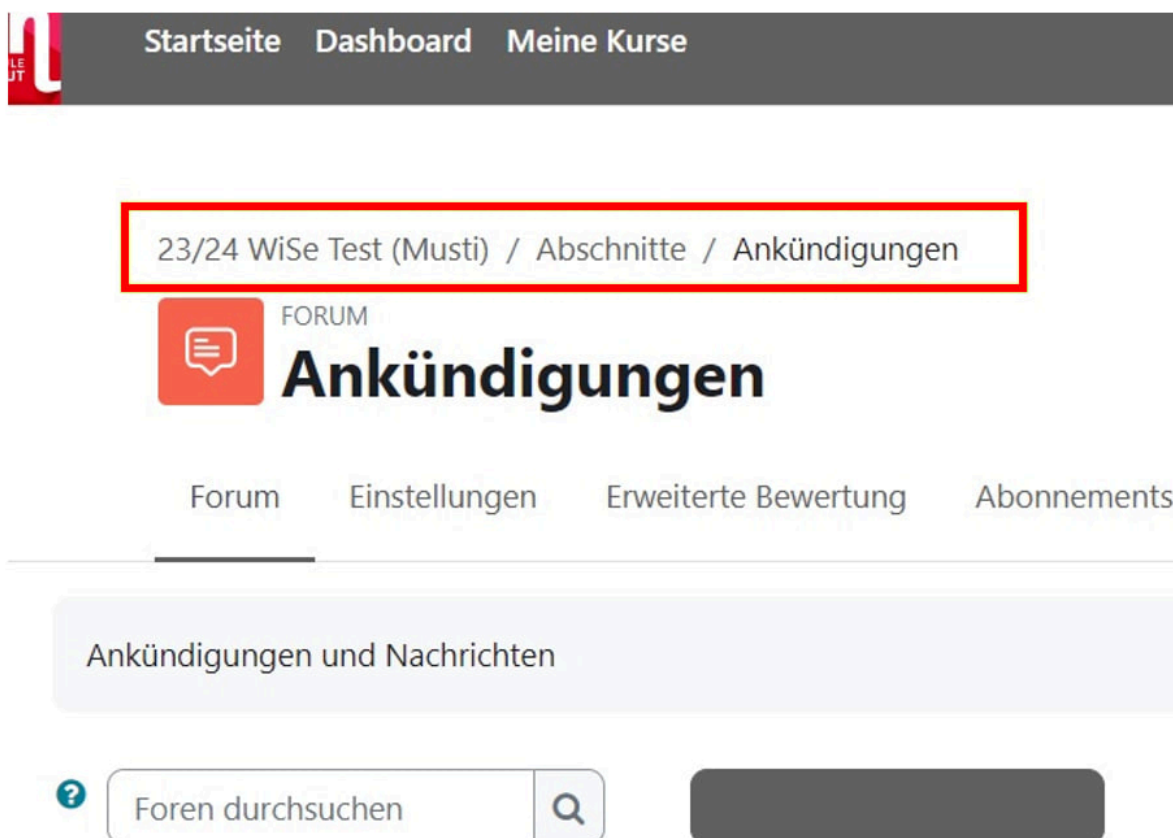 Startseite Dashboard Meine Kurse
23/24 WiSe Test (Musti) / Abschnitte / Ankündigungen
FORUM
Ankündigungen
Forum Einstellungen Erweiterte Bewertung Abonnements
Ankündigungen und Nachrichten
Foren durchsuchen